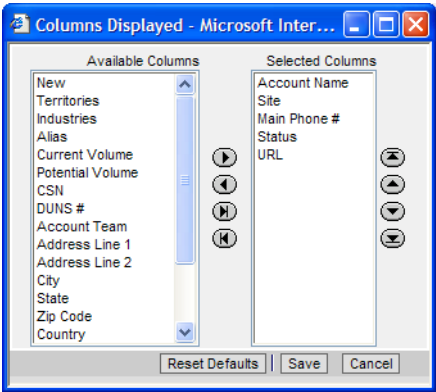 Columns Displayed - Microsoft Inter...
Available Columns
New
Territories
Industries
Alias
Current Volume
Potential Volume
CSN
DUNS #
Account Team
Address Line 1
Address Line 2
City
State
Zip Code
Country
Selected Columns
Account Name
Site
Main Phone #
Status
URL
Reset Defaults | Save Cancel